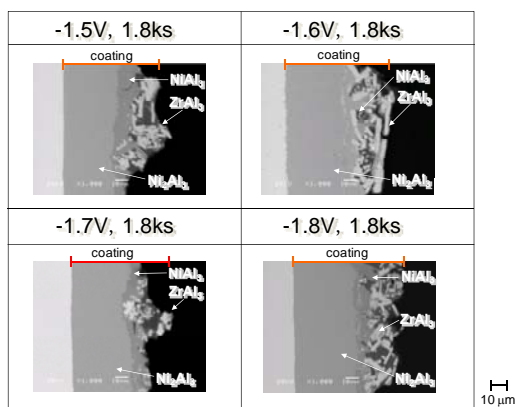 -1.5V, 1.8ks
-1.6V, 1.8ks
coating
coating
NiAl₃
NiAl₃
ZrAl₃
ZrAl₃
Ni₂Al₃
Ni₂Al₃
-1.7V, 1.8ks
-1.8V, 1.8ks
coating
coating
NiAl₃
NiAl₃
ZrAl₃
ZrAl₃
Ni₂Al₃
Ni₂Al₃
10 μm